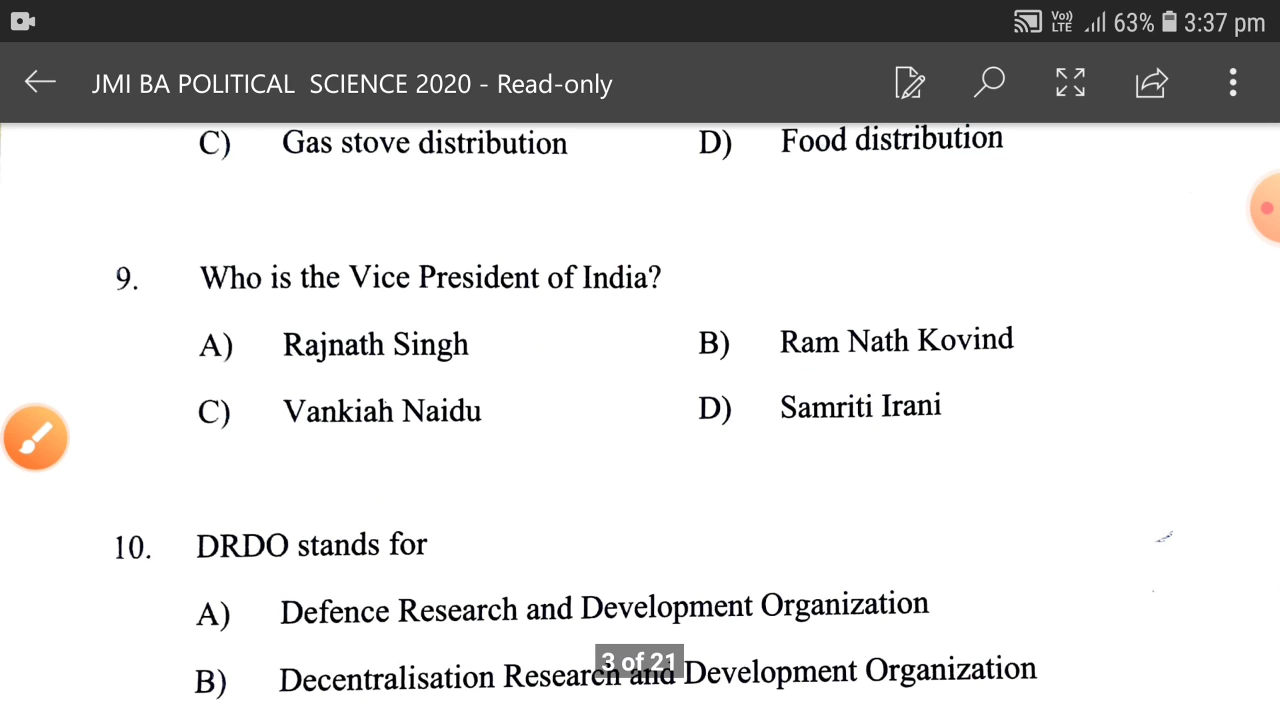 Vo)) LTE 63% 3:37 pm
JMI BA POLITICAL SCIENCE 2020 - Read-only
C) Gas stove distribution D) Food distribution
9. Who is the Vice President of India?
A) Rajnath Singh B) Ram Nath Kovind
C) Vankiah Naidu D) Samriti Irani
10. DRDO stands for
A) Defence Research and Development Organization
B) Decentralisation Research and Development Organization
3 of 21